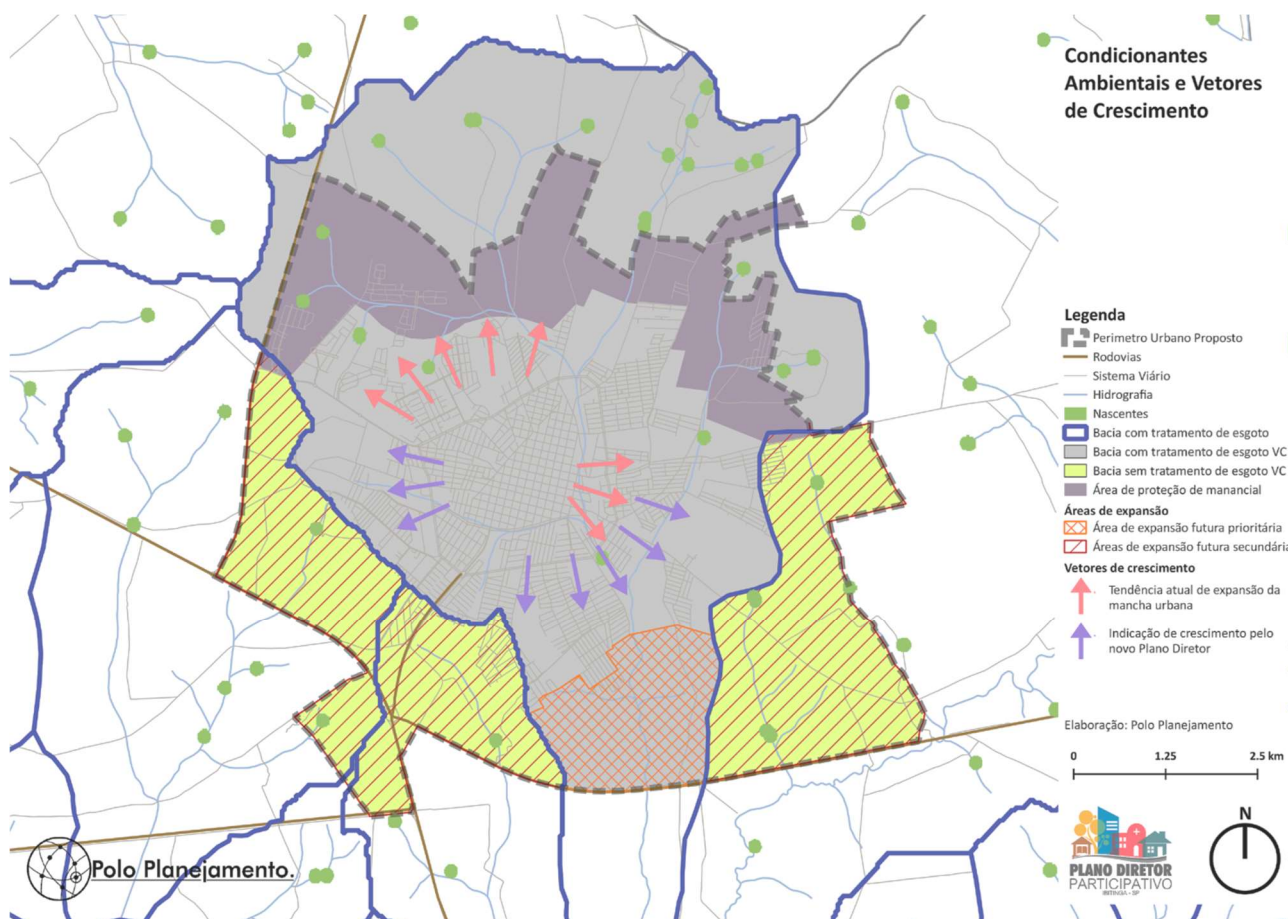 Condicionantes
Ambientais e Vetores
de Crescimento
Legenda
Perimetro Urbano Proposto
Rodovias
Sistema Viário
Hidrografia
Nascentes
Bacia com tratamento de esgoto
Bacia com tratamento de esgoto VC
Bacia sem tratamento de esgoto VC
Área de proteção de manancial
Áreas de expansão
Área de expansão futura prioritária
Áreas de expansão futura secundária
Vetores de crescimento
Tendência atual de expansão da
mancha urbana
Indicação de crescimento pelo
novo Plano Diretor
Elaboração: Polo Planejamento
0 1.25 2.5 km
N
PLANO DIRETOR
PARTICIPATIVO
IBITINGA - SP
Polo Planejamento.